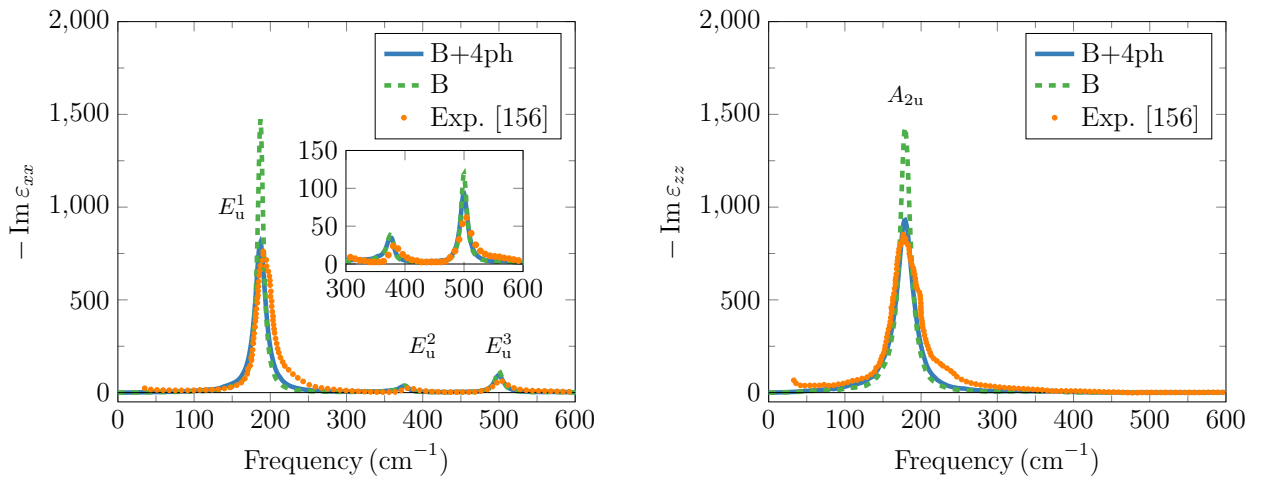 2,000
1,500
1,000
500
0
− Im ε_xx
B+4ph
B
Exp. [156]
E_u^1
150
100
50
0
300 400 500 600
E_u^2
E_u^3
0 100 200 300 400 500 600
Frequency (cm⁻¹)
2,000
1,500
1,000
500
0
− Im ε_zz
B+4ph
B
Exp. [156]
A_2u
0 100 200 300 400 500 600
Frequency (cm⁻¹)